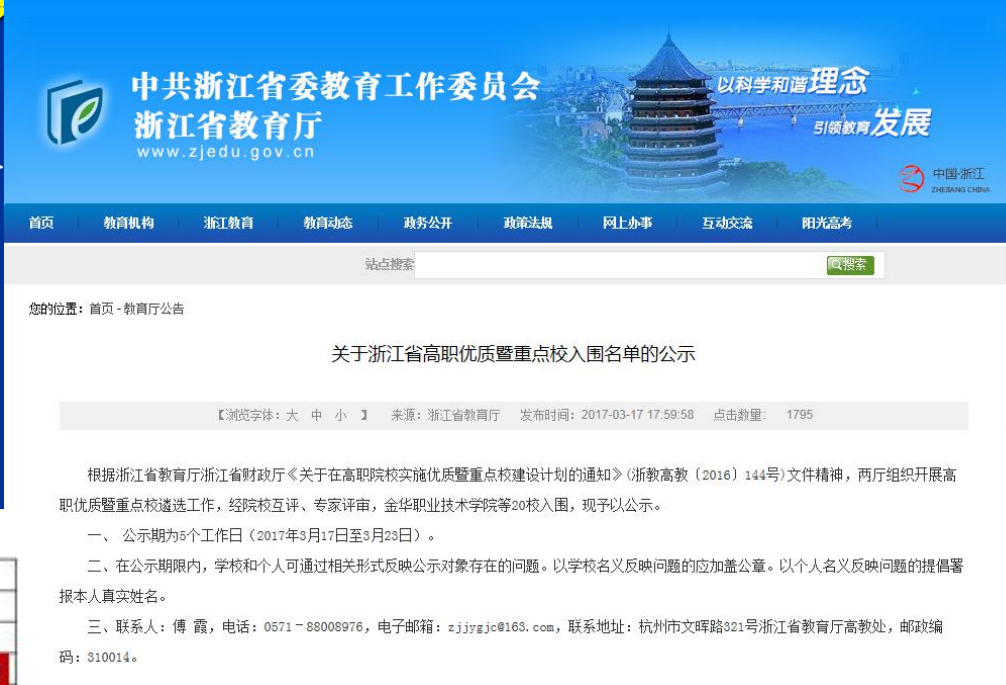 中共浙江省委教育工作委员会
浙江省教育厅
www.zjedu.gov.cn
以科学和谐理念
引领教育发展
中国·浙江
ZHEJIANG CHINA
首页 教育机构 浙江教育 教育动态 政务公开 政策法规 网上办事 互动交流 阳光高考
站点搜索 搜索
您的位置：首页 - 教育厅公告
关于浙江省高职优质暨重点校入围名单的公示
【浏览字体：大 中 小 】 来源：浙江省教育厅 发布时间：2017-03-17 17:59:58 点击数量： 1795
根据浙江省教育厅浙江省财政厅《关于在高职院校实施优质暨重点校建设计划的通知》（浙教高教〔2016〕144号）文件精神，两厅组织开展高
职优质暨重点校遴选工作，经院校互评、专家评审，金华职业技术学院等20校入围，现予以公示。
一、 公示期为5个工作日（2017年3月17日至3月23日）。
二、在公示期限内，学校和个人可通过相关形式反映公示对象存在的问题。以学校名义反映问题的应加盖公章。以个人名义反映问题的提倡署
报本人真实姓名。
三、联系人：傅 霞，电话：0571－88008976，电子邮箱：zjjygjc@163.com，联系地址：杭州市文晖路321号浙江省教育厅高教处，邮政编
码：310014。